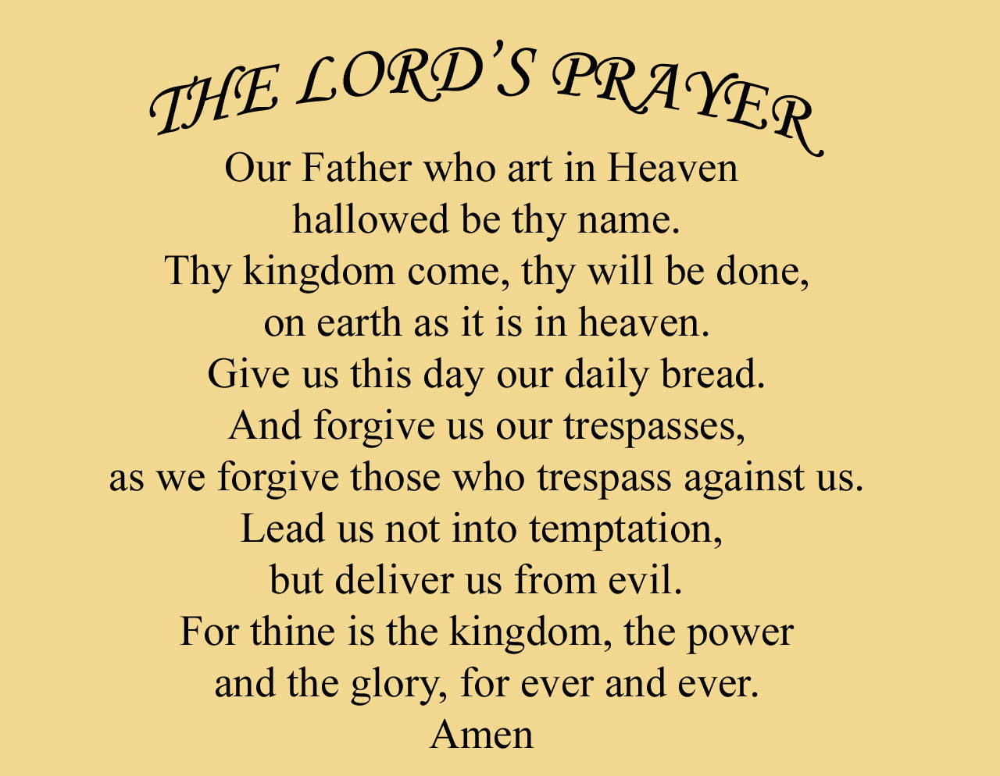 THE LORD'S PRAYER
Our Father who art in Heaven
hallowed be thy name.
Thy kingdom come, thy will be done,
on earth as it is in heaven.
Give us this day our daily bread.
And forgive us our trespasses,
as we forgive those who trespass against us.
Lead us not into temptation,
but deliver us from evil.
For thine is the kingdom, the power
and the glory, for ever and ever.
Amen